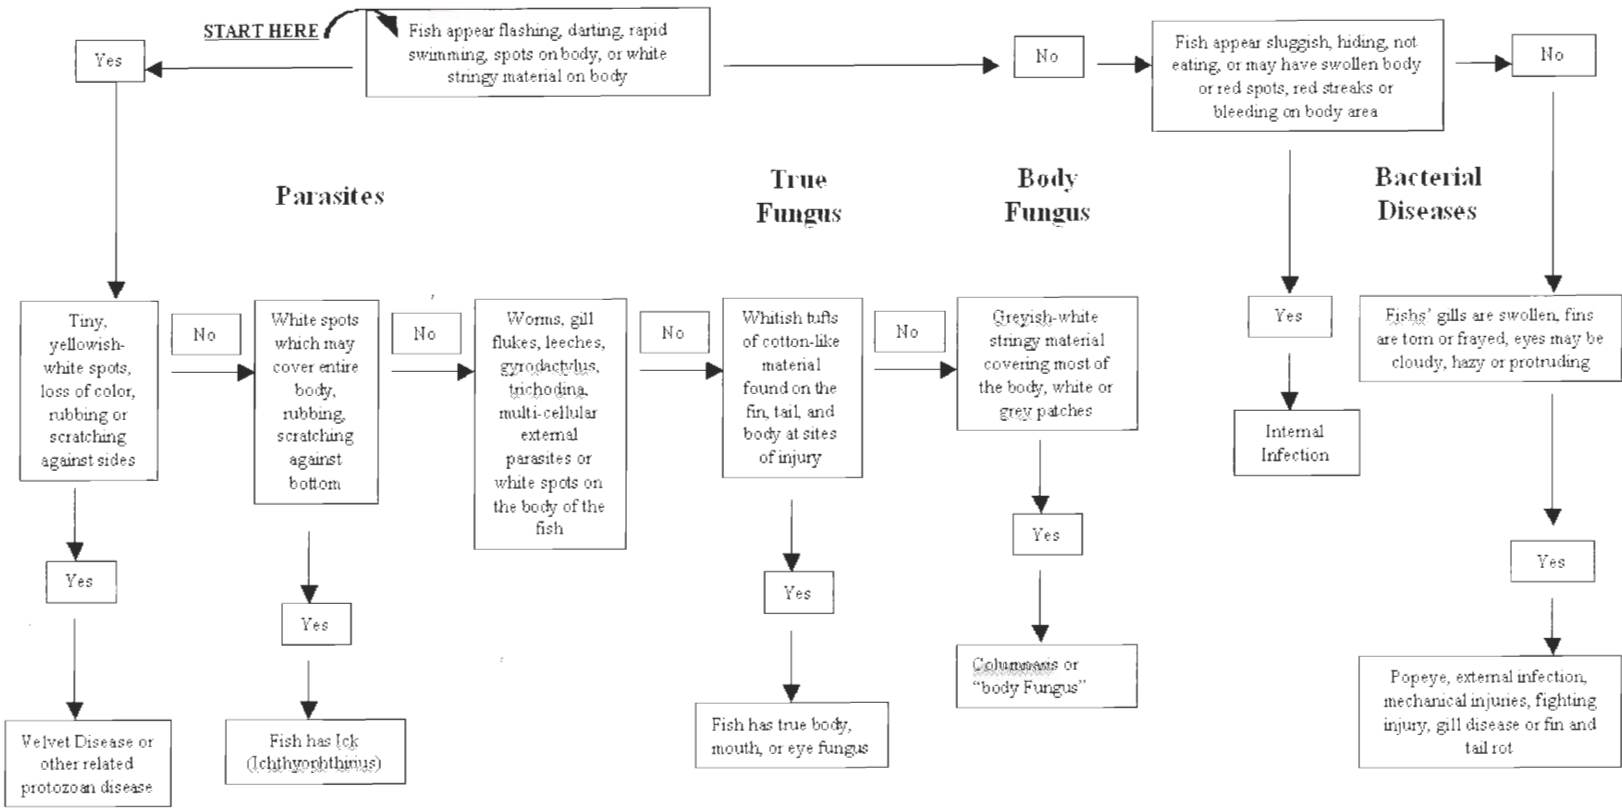 START HERE
Fish appear flashing, darting, rapid
swimming, spots on body, or white
stringy material on body
Yes
No
Fish appear sluggish, hiding, not
eating, or may have swollen body
or red spots, red streaks or
bleeding on body area
No
Parasites
True
Fungus
Body
Fungus
Bacterial
Diseases
Tiny,
yellowish-
white spots,
loss of color,
rubbing or
scratching
against sides
No
White spots
which may
cover entire
body,
rubbing,
scratching
against
bottom
No
Worms, gill
flukes, leeches,
gyrodactylus,
trichodina,
multi-cellular
external
parasites or
white spots on
the body of the
fish
No
Whitish tufts
of cotton-like
material
found on the
fin, tail, and
body at sites
of injury
No
Greyish-white
stringy material
covering most of
the body, white or
grey patches
Yes
Internal
Infection
Fishs' gills are swollen, fins
are torn or frayed, eyes may be
cloudy, hazy or protruding
Yes
Yes
Yes
Yes
Yes
Velvet Disease or
other related
protozoan disease
Fish has Ick
(Ichthyophthirius)
Fish has true body,
mouth, or eye fungus
Columnaris or
"body Fungus"
Popeye, external infection,
mechanical injuries, fighting
injury, gill disease or fin and
tail rot